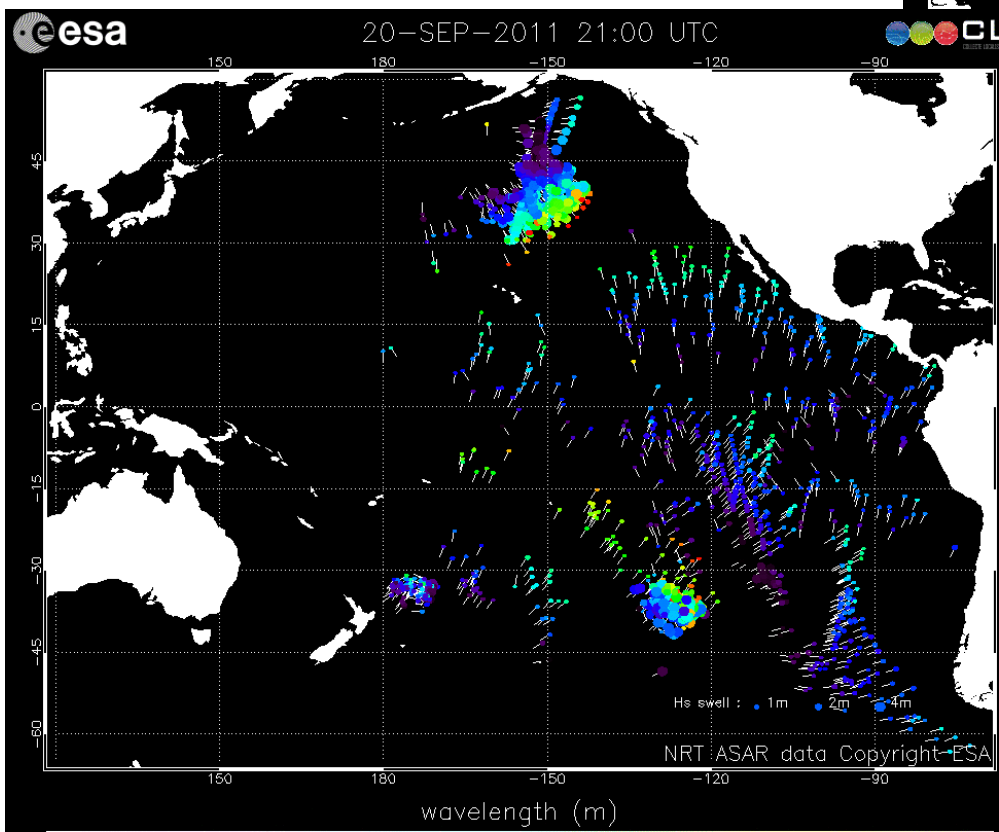 esa
20-SEP-2011 21:00 UTC
CL
150 180 -150 -120 -90
45
30
15
0
-15
-30
-45
-60
Hs swell : 1m 2m 4m
NRT ASAR data Copyright ESA
150 180 -150 -120 -90
wavelength (m)